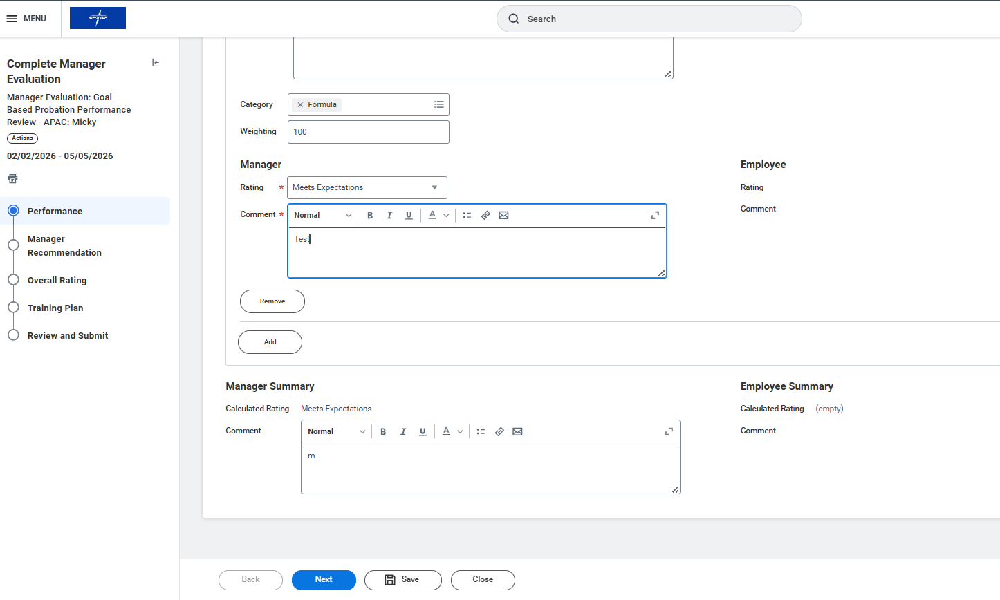 MENU
MEDLINE
Search
Complete Manager
Evaluation
Manager Evaluation: Goal
Based Probation Performance
Review - APAC: Micky
Actions
02/02/2026 - 05/05/2026
Performance
Manager
Recommendation
Overall Rating
Training Plan
Review and Submit
Category
Formula
Weighting
100
Manager
Rating *
Meets Expectations
Comment *
Normal B I U A
Test
Remove
Add
Employee
Rating
Comment
Manager Summary
Calculated Rating Meets Expectations
Comment
Normal B I U A
m
Employee Summary
Calculated Rating (empty)
Comment
Back
Next
Save
Close